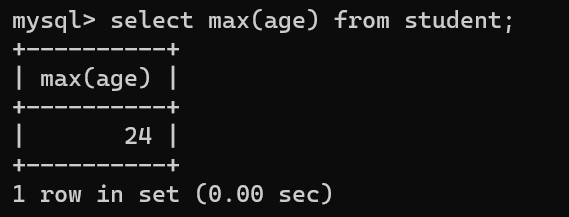 mysql> select max(age) from student;
+----------+
| max(age) |
+----------+
|       24 |
+----------+
1 row in set (0.00 sec)